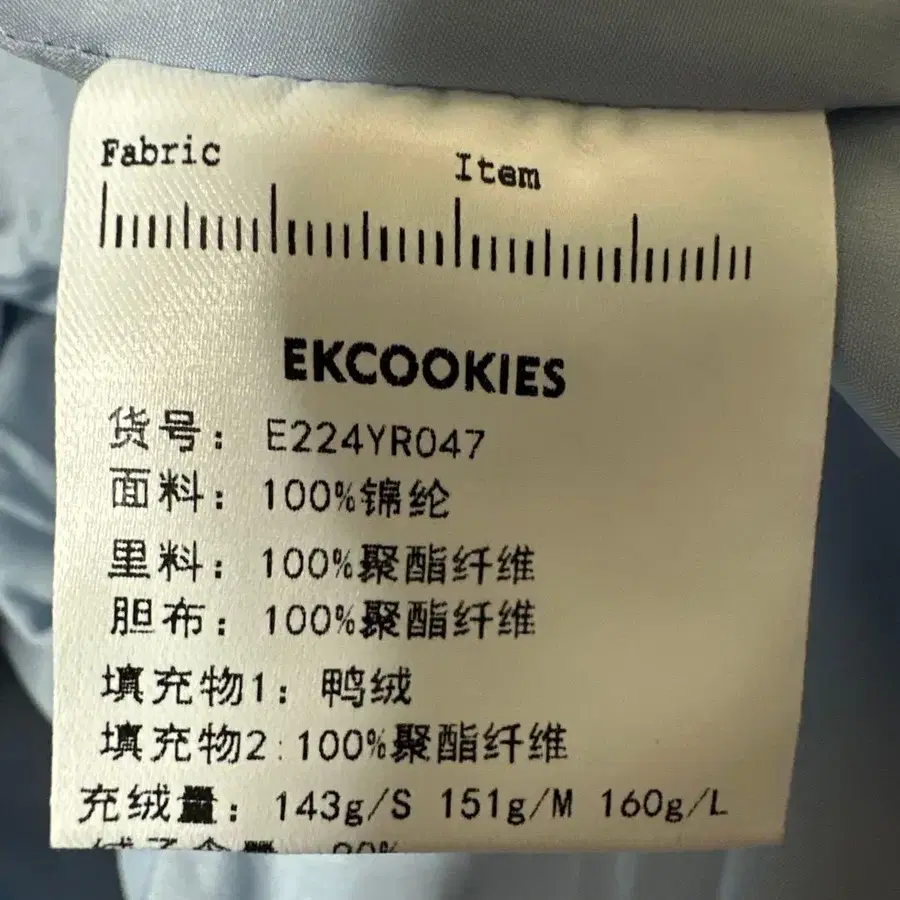 Fabric Item
EKCOOKIES
货号： E224YR047
面料： 100%锦纶
里料： 100%聚酯纤维
胆布： 100%聚酯纤维
填充物1： 鸭绒
填充物2:100%聚酯纤维
充绒量： 143g/S 151g/M 160g/L